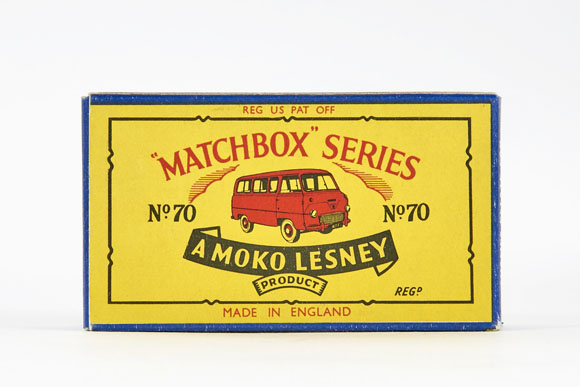 REG US PAT OFF
"MATCHBOX" SERIES
Nº70 Nº70
A MOKO LESNEY
PRODUCT
REGD
MADE IN ENGLAND